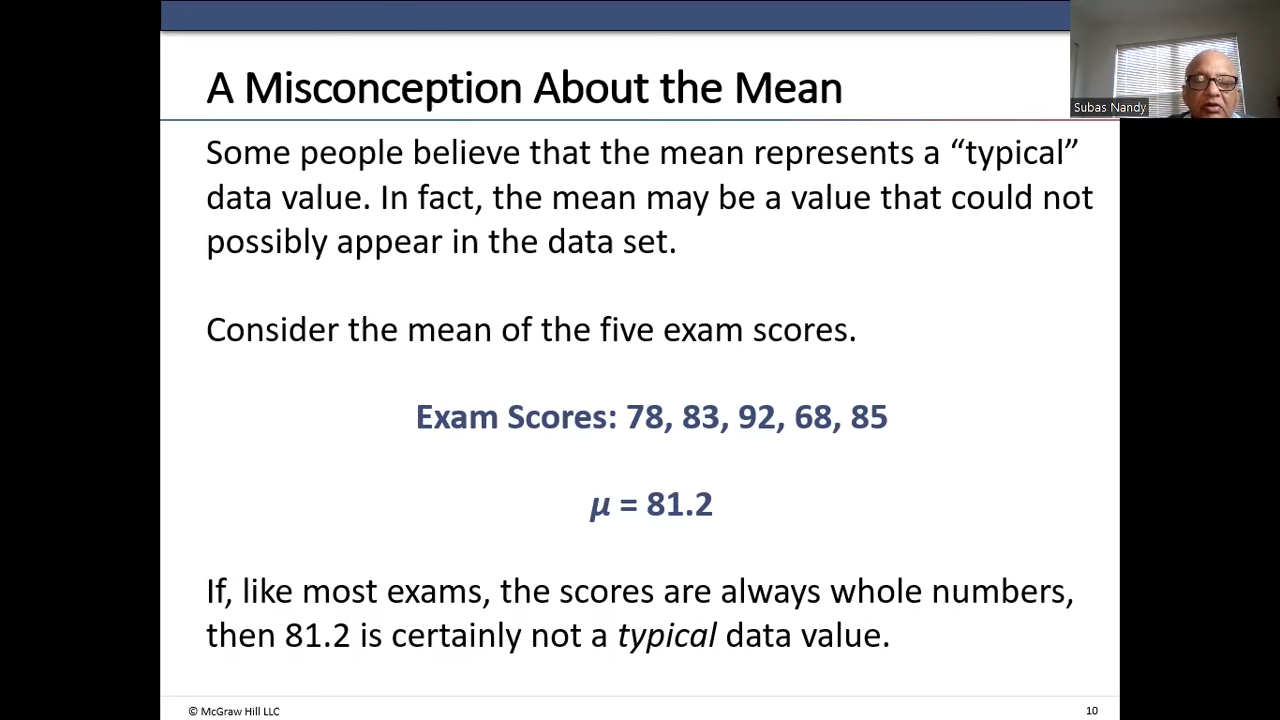 A Misconception About the Mean
Subas Nandy
Some people believe that the mean represents a “typical”
data value. In fact, the mean may be a value that could not
possibly appear in the data set.
Consider the mean of the five exam scores.
Exam Scores: 78, 83, 92, 68, 85
μ = 81.2
If, like most exams, the scores are always whole numbers,
then 81.2 is certainly not a typical data value.
© McGraw Hill LLC
10